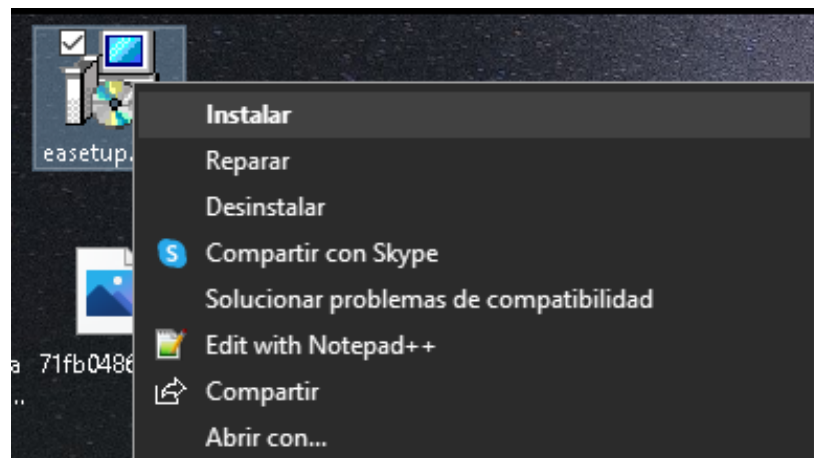 easetup.
Instalar
Reparar
Desinstalar
Compartir con Skype
Solucionar problemas de compatibilidad
Edit with Notepad++
a 71fb0486
..
Compartir
Abrir con...